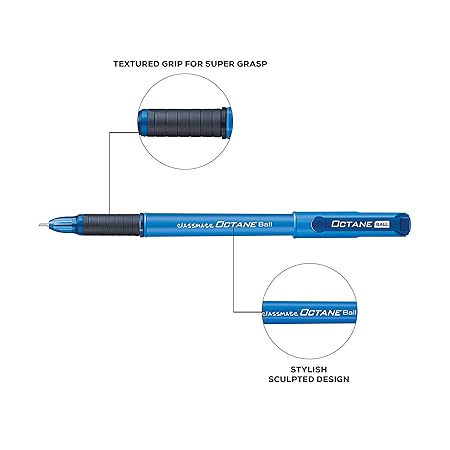 TEXTURED GRIP FOR SUPER GRASP
classmate OCTANE Ball
OCTANE BALL
classmate OCTANE Ball
STYLISH
SCULPTED DESIGN